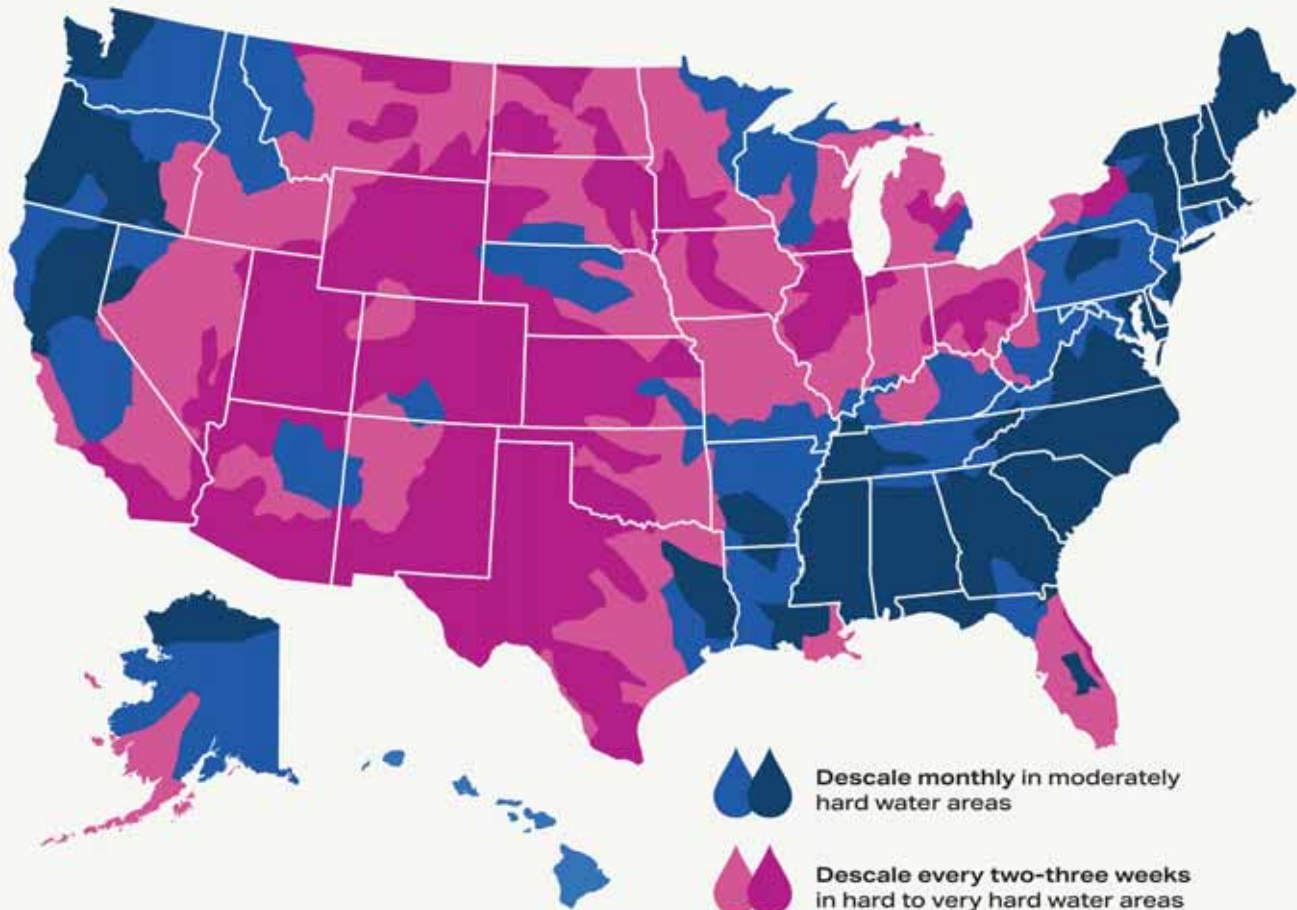 Descale monthly in moderately
hard water areas
Descale every two-three weeks
in hard to very hard water areas